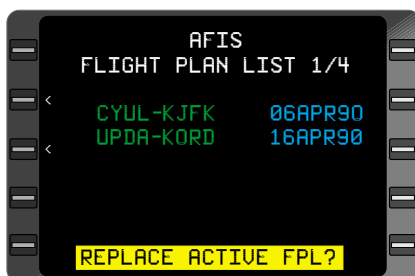 AFIS
FLIGHT PLAN LIST 1/4
<
CYUL-KJFK 06APR90
UPDA-KORD 16APR90
<
REPLACE ACTIVE FPL?